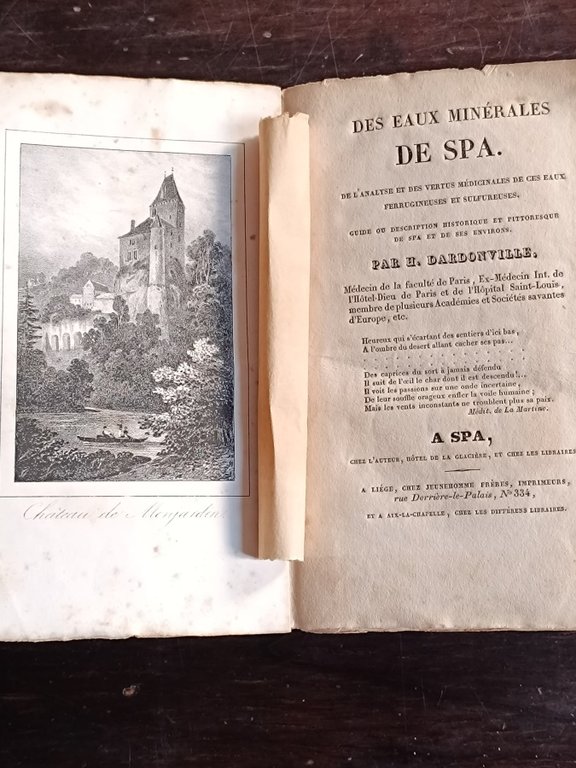 Château de Monjardin
DES EAUX MINÉRALES
DE SPA.
DE L'ANALYSE ET DES VERTUS MÉDICINALES DE CES EAUX
FERRUGINEUSES ET SULFUREUSES.
GUIDE OU DESCRIPTION HISTORIQUE ET PITTORESQUE
DE SPA ET DE SES ENVIRONS.
PAR H. DARDONVILLE,
Médecin de la faculté de Paris, Ex-Médecin Int. de
l'Hôtel-Dieu de Paris et de l'Hôpital Saint-Louis,
membre de plusieurs Académies et Sociétés savantes
d'Europe, etc.
Heureux qui s'écartant des sentiers d'ici bas,
A l'ombre du desert allant cacher ses pas...
Des caprices du sort à jamais défendu
Il suit de l'œil le char dont il est descendu!...
Il voit les passions sur une onde incertaine,
De leur souffle orageux enfler la voile humaine;
Mais les vents inconstants ne troublent plus sa paix.
Médit. de La Martine.
A SPA,
CHEZ L'AUTEUR, HÔTEL DE LA GLACIÈRE, ET CHEZ LES LIBRAIRES
A LIÉGE, CHEZ JEUNEHOMME FRÈRES, IMPRIMEURS,
rue Derrière-le-Palais, No 334,
ET A AIX-LA-CHAPELLE, CHEZ LES DIFFÉRENS LIBRAIRES.